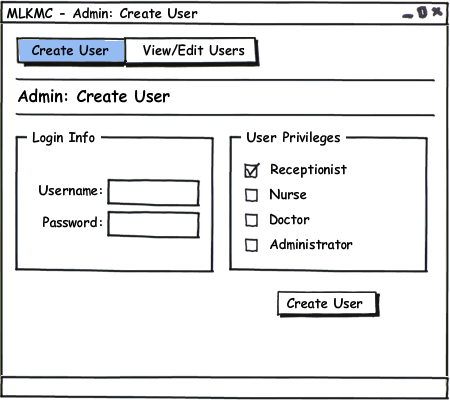 MLKMC - Admin: Create User
Create User View/Edit Users
Admin: Create User
Login Info
Username:
Password:
User Privileges
Receptionist
Nurse
Doctor
Administrator
Create User